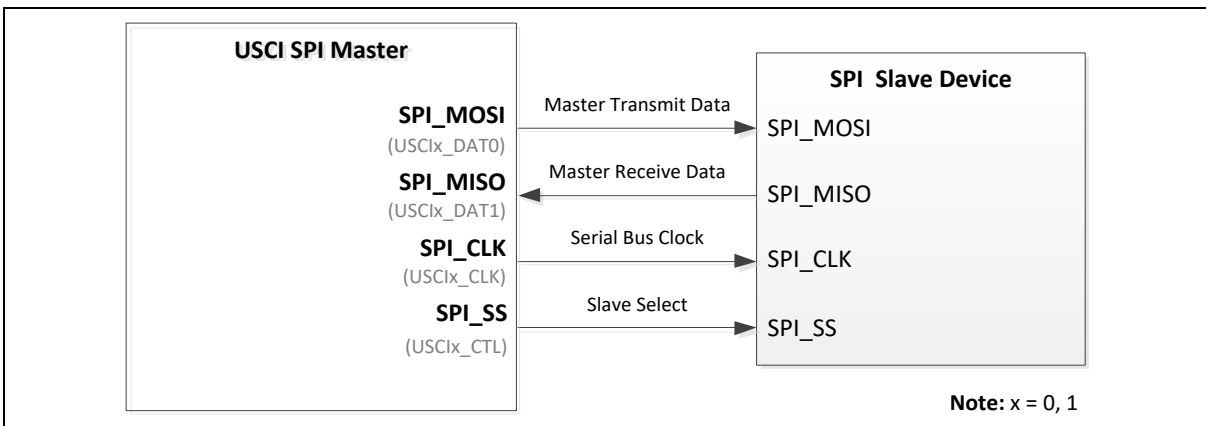 USCI SPI Master
SPI_MOSI
(USCIx_DAT0)
SPI_MISO
(USCIx_DAT1)
SPI_CLK
(USCIx_CLK)
SPI_SS
(USCIx_CTL)
Master Transmit Data
Master Receive Data
Serial Bus Clock
Slave Select
SPI Slave Device
SPI_MOSI
SPI_MISO
SPI_CLK
SPI_SS
Note: x = 0, 1